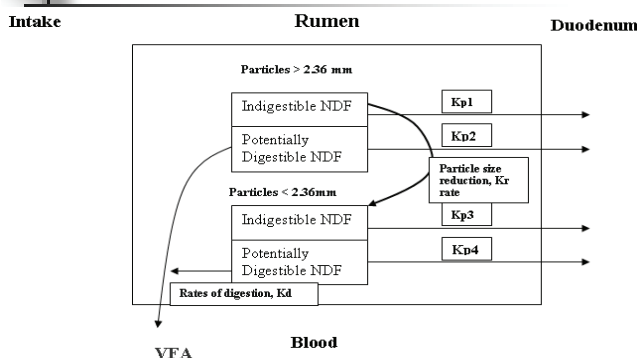 Intake
Rumen
Duodenum
Particles > 2.36 mm
Indigestible NDF
Kp1
Potentially
Digestible NDF
Kp2
Particle size
reduction, Kr
rate
Particles < 2.36mm
Indigestible NDF
Kp3
Potentially
Digestible NDF
Kp4
Rates of digestion, Kd
Blood
VFA